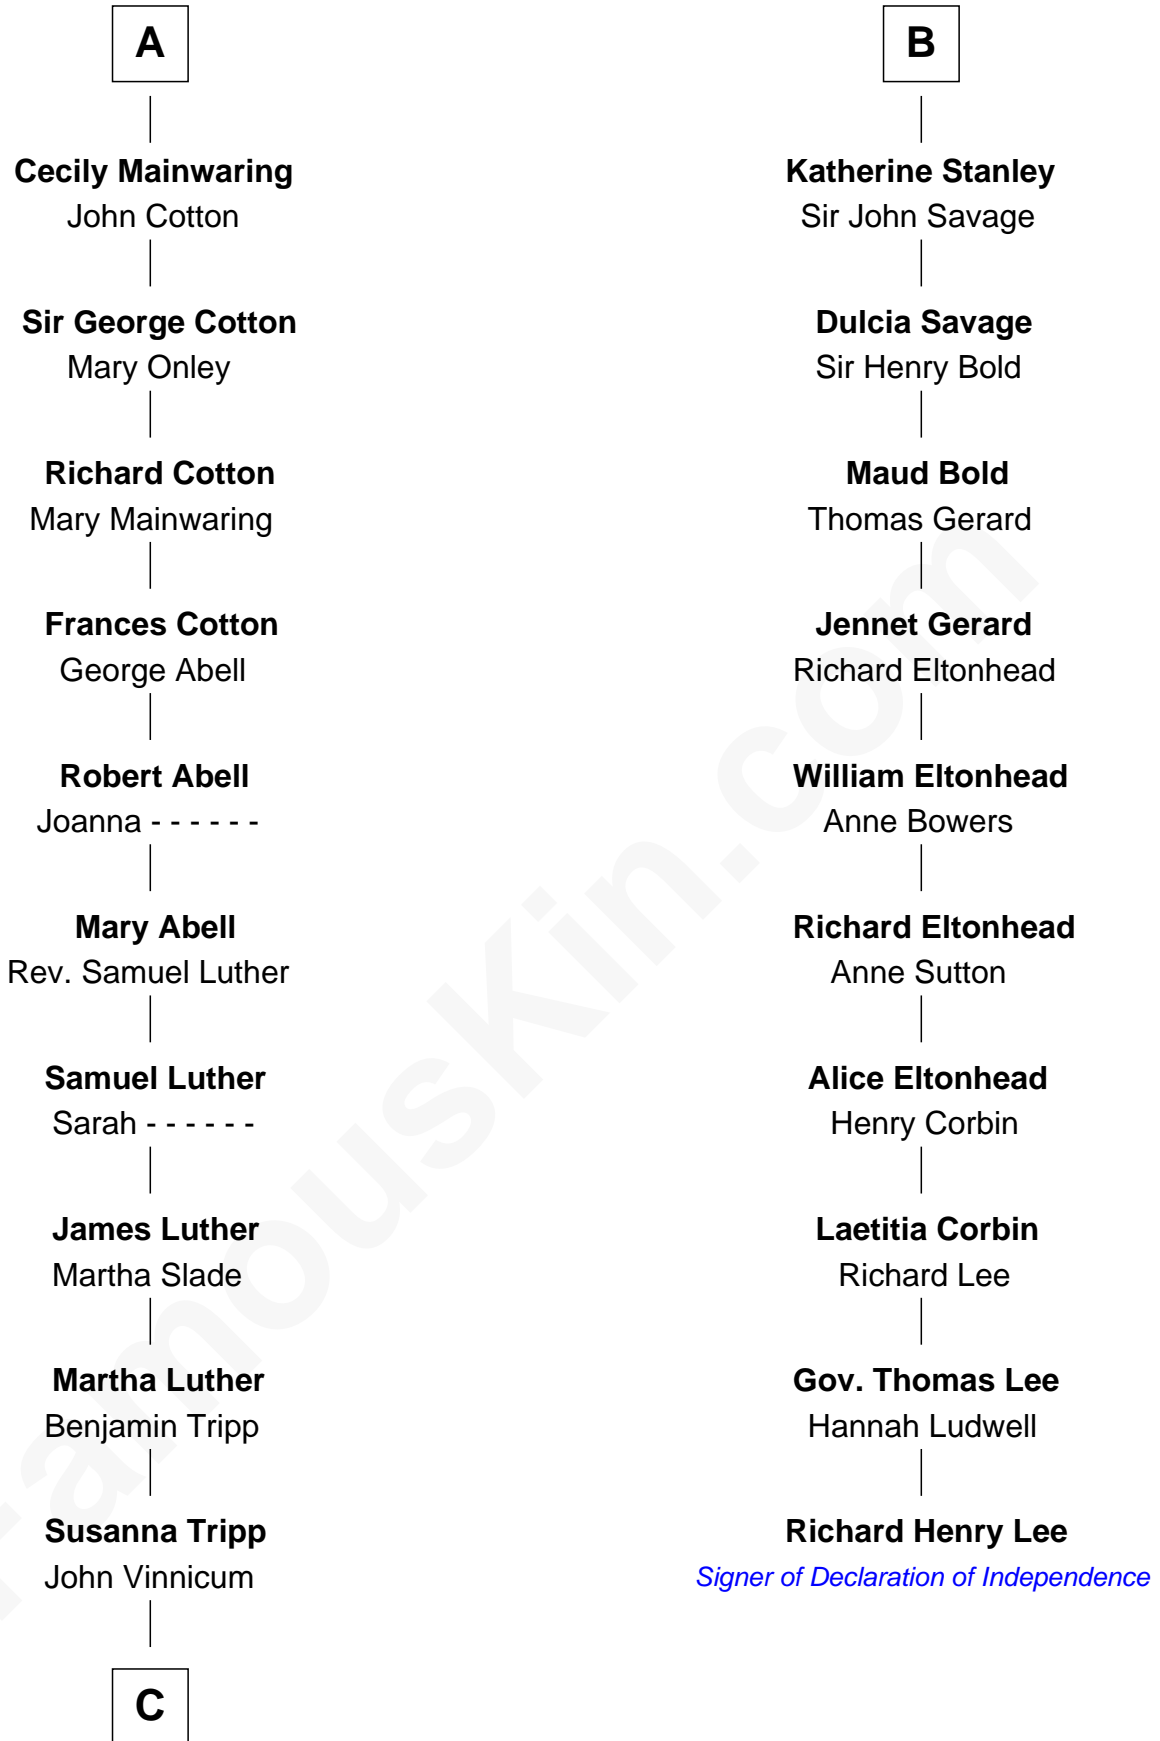 A
Cecily Mainwaring
John Cotton
Sir George Cotton
Mary Onley
Richard Cotton
Mary Mainwaring
Frances Cotton
George Abell
Robert Abell
Joanna - - - - - -
Mary Abell
Rev. Samuel Luther
Samuel Luther
Sarah - - - - - -
James Luther
Martha Slade
Martha Luther
Benjamin Tripp
Susanna Tripp
John Vinnicum
C
B
Katherine Stanley
Sir John Savage
Dulcia Savage
Sir Henry Bold
Maud Bold
Thomas Gerard
Jennet Gerard
Richard Eltonhead
William Eltonhead
Anne Bowers
Richard Eltonhead
Anne Sutton
Alice Eltonhead
Henry Corbin
Laetitia Corbin
Richard Lee
Gov. Thomas Lee
Hannah Ludwell
Richard Henry Lee
Signer of Declaration of Independence
FamousKin.com